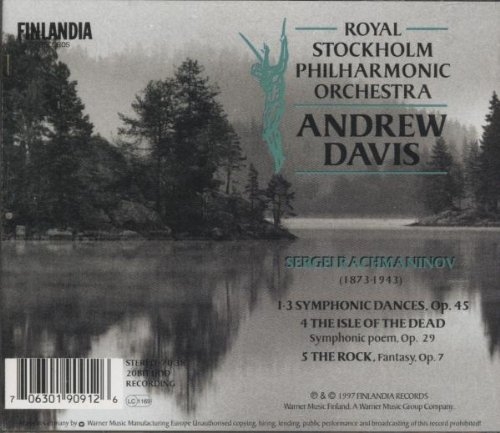 FINLANDIA
ROYAL
STOCKHOLM
PHILHARMONIC
ORCHESTRA
ANDREW
DAVIS
SERGEI RACHMANINOV
(1873-1943)
1-3 SYMPHONIC DANCES, Op. 45
4 THE ISLE OF THE DEAD
Symphonic poem, Op. 29
5 THE ROCK, Fantasy, Op. 7
20BIT
RECORDING
LC
7 06301 90912 6
℗ & © 1997 FINLANDIA RECORDS
Warner Music Finland. A Warner Music Group Company.
by Warner Music Manufacturing Europe Unauthorised copying, hiring, lending, public performance and broadcasting of this record prohibited!